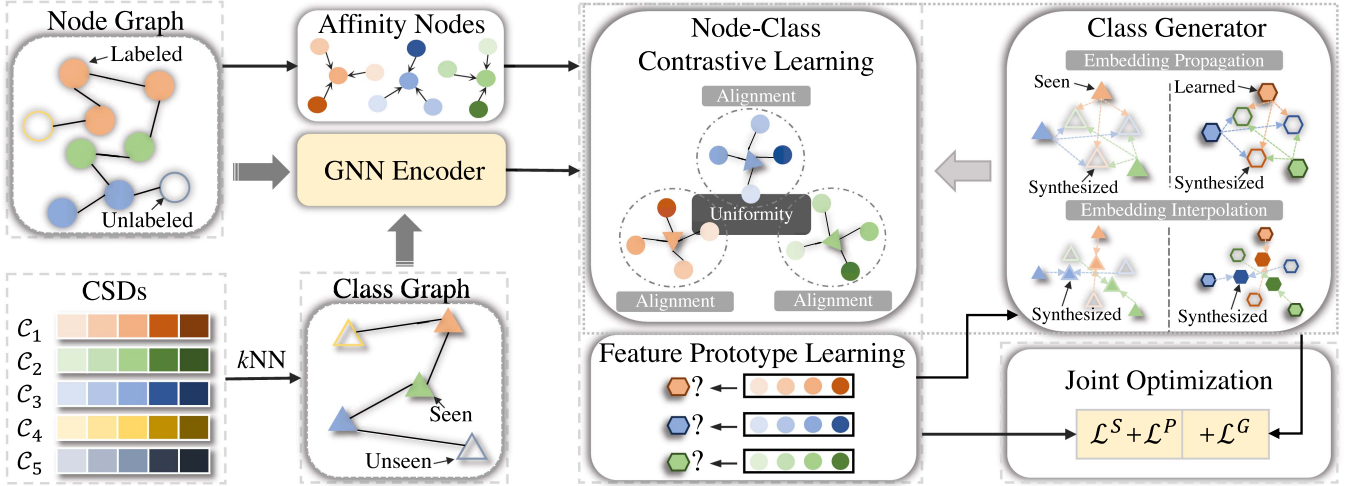 Node Graph
Labeled
Unlabeled
Affinity Nodes
GNN Encoder
CSDs
𝒞₁
𝒞₂
𝒞₃
𝒞₄
𝒞₅
kNN
Class Graph
Seen
Unseen
Node-Class
Contrastive Learning
Alignment
Uniformity
Alignment
Alignment
Feature Prototype Learning
?
?
?
Class Generator
Embedding Propagation
Seen
Learned
Synthesized
Synthesized
Embedding Interpolation
Synthesized
Synthesized
Joint Optimization
ℒˢ+ℒᴾ +ℒᴳ